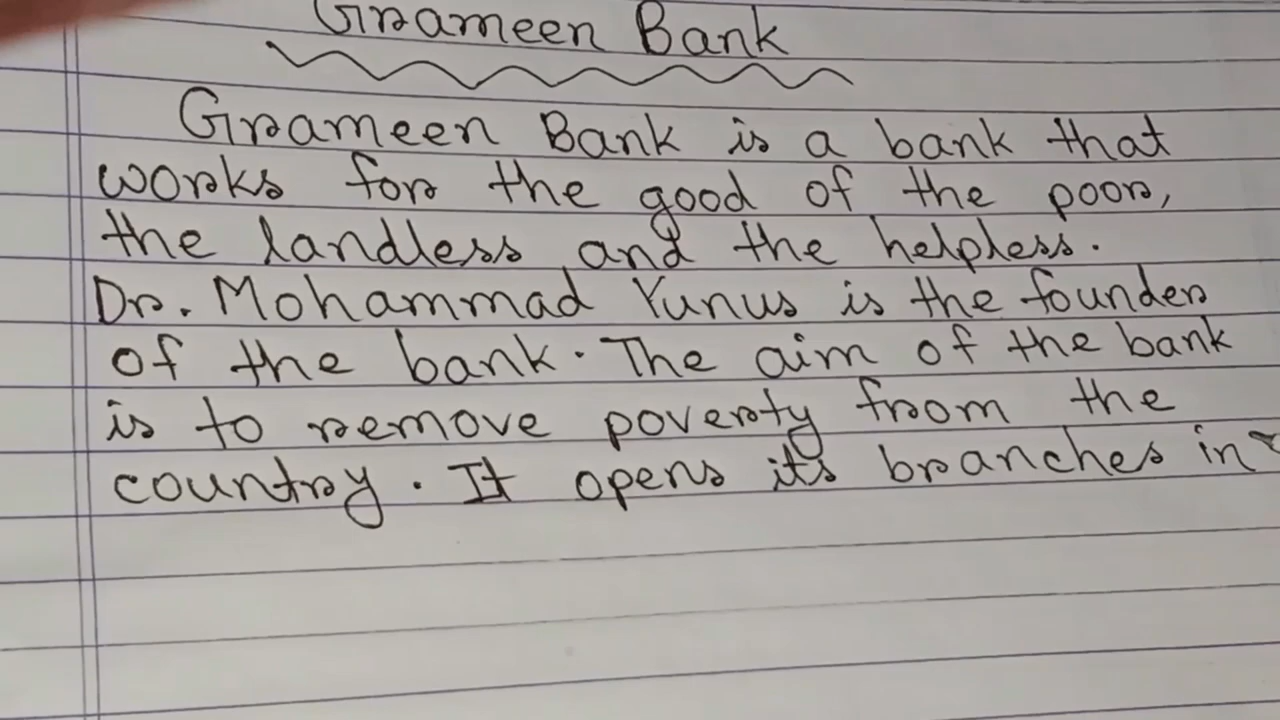 Grameen Bank
Grameen Bank is a bank that
works for the good of the poor,
the landless and the helpless.
Dr. Mohammad Yunus is the founder
of the bank. The aim of the bank
is to remove poverty from the
country. It opens its branches in